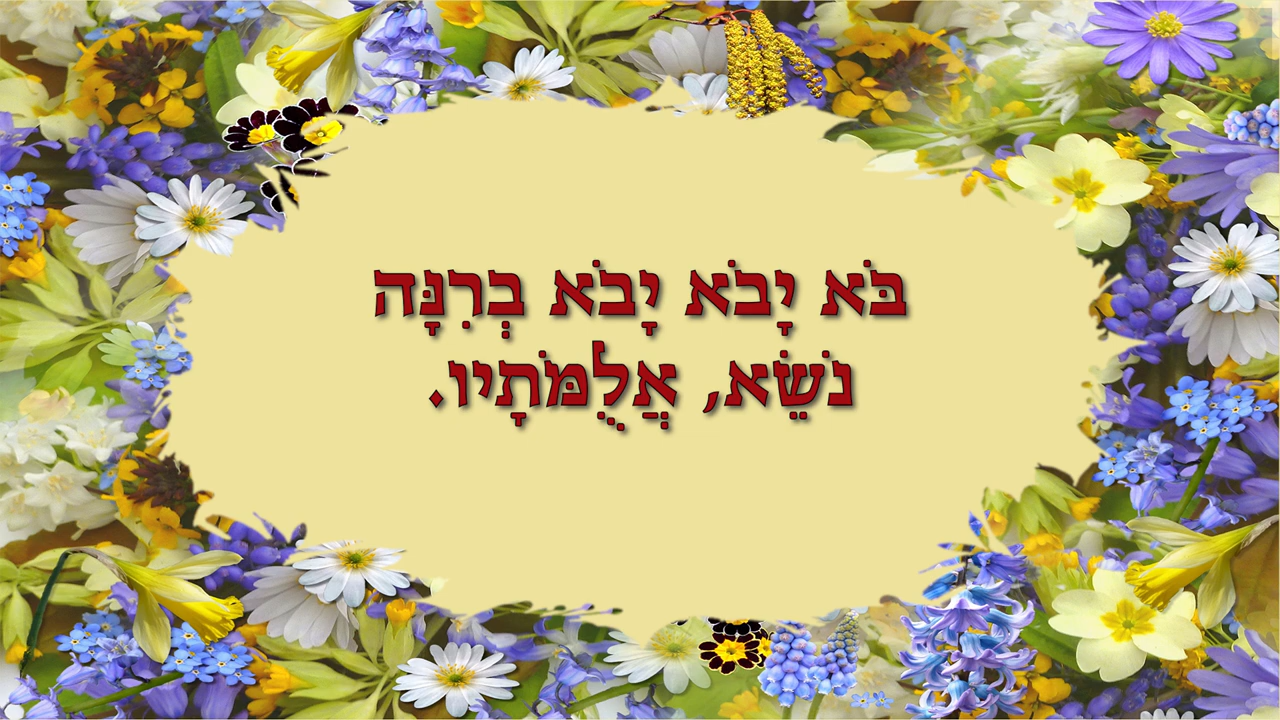 בֹּא יָבֹא יָבֹא בְרִנָּה
נֹשֵׂא, אֲלֻמֹּתָיו.